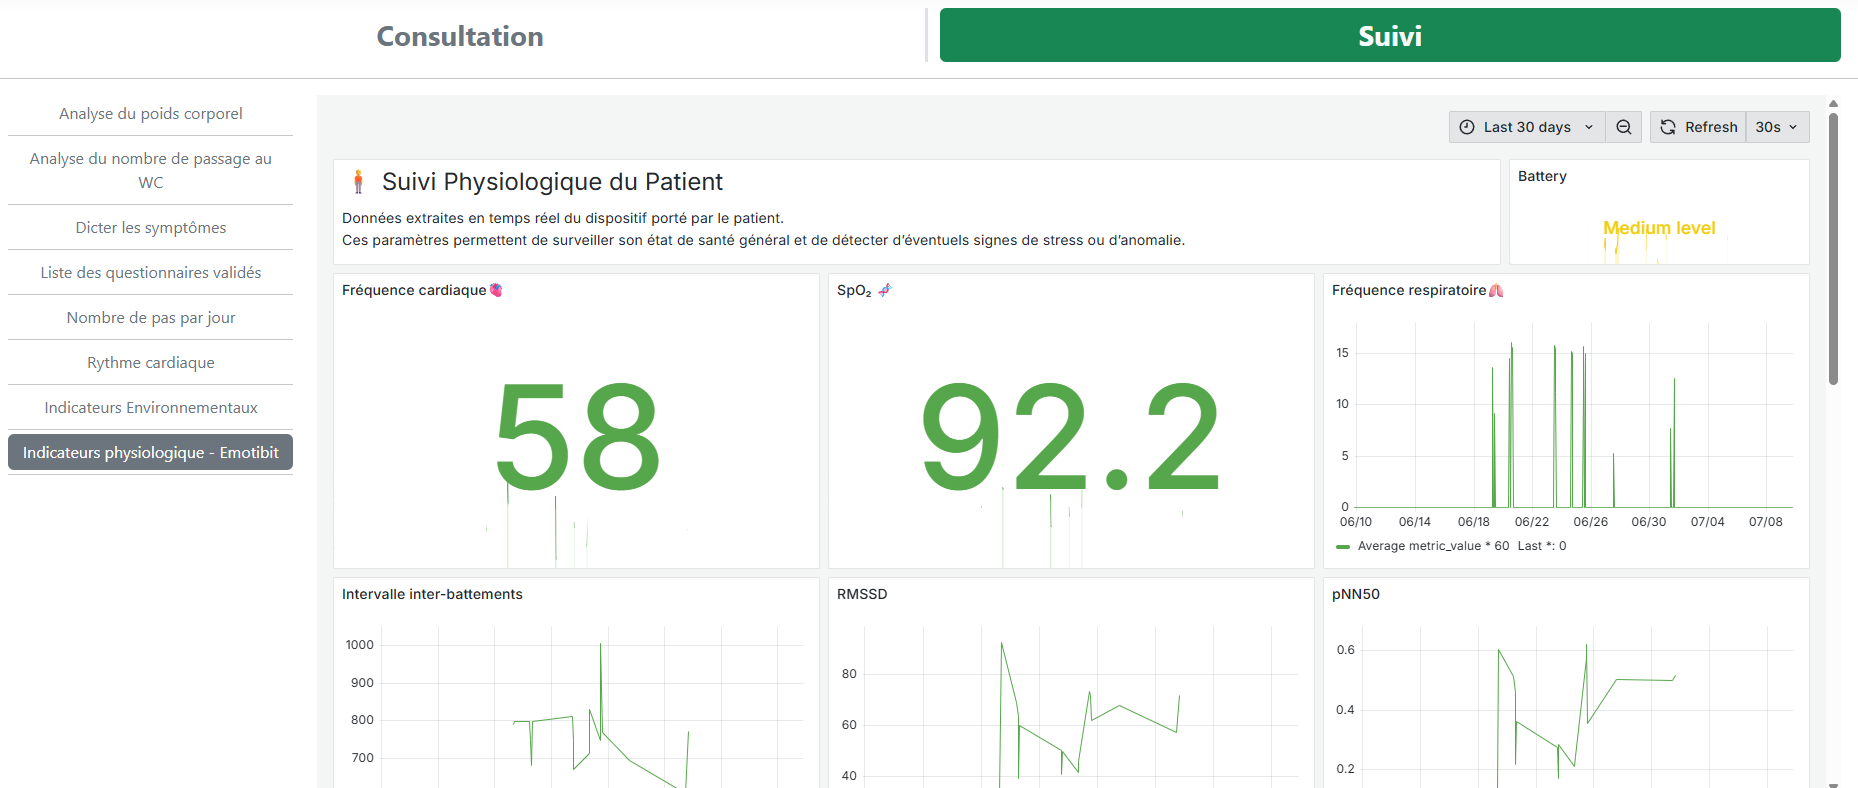 Consultation
Suivi
Analyse du poids corporel
Analyse du nombre de passage au
WC
Dicter les symptômes
Liste des questionnaires validés
Nombre de pas par jour
Rythme cardiaque
Indicateurs Environnementaux
Indicateurs physiologique - Emotibit
Last 30 days
Refresh
30s
Suivi Physiologique du Patient
Données extraites en temps réel du dispositif porté par le patient.
Ces paramètres permettent de surveiller son état de santé général et de détecter d'éventuels signes de stress ou d'anomalie.
Battery
Medium level
Fréquence cardiaque
58
SpO₂
92.2
Fréquence respiratoire
15
10
5
0
06/10 06/14 06/18 06/22 06/26 06/30 07/04 07/08
Average metric_value * 60 Last *: 0
Intervalle inter-battements
1000
900
800
700
RMSSD
80
60
40
pNN50
0.6
0.4
0.2